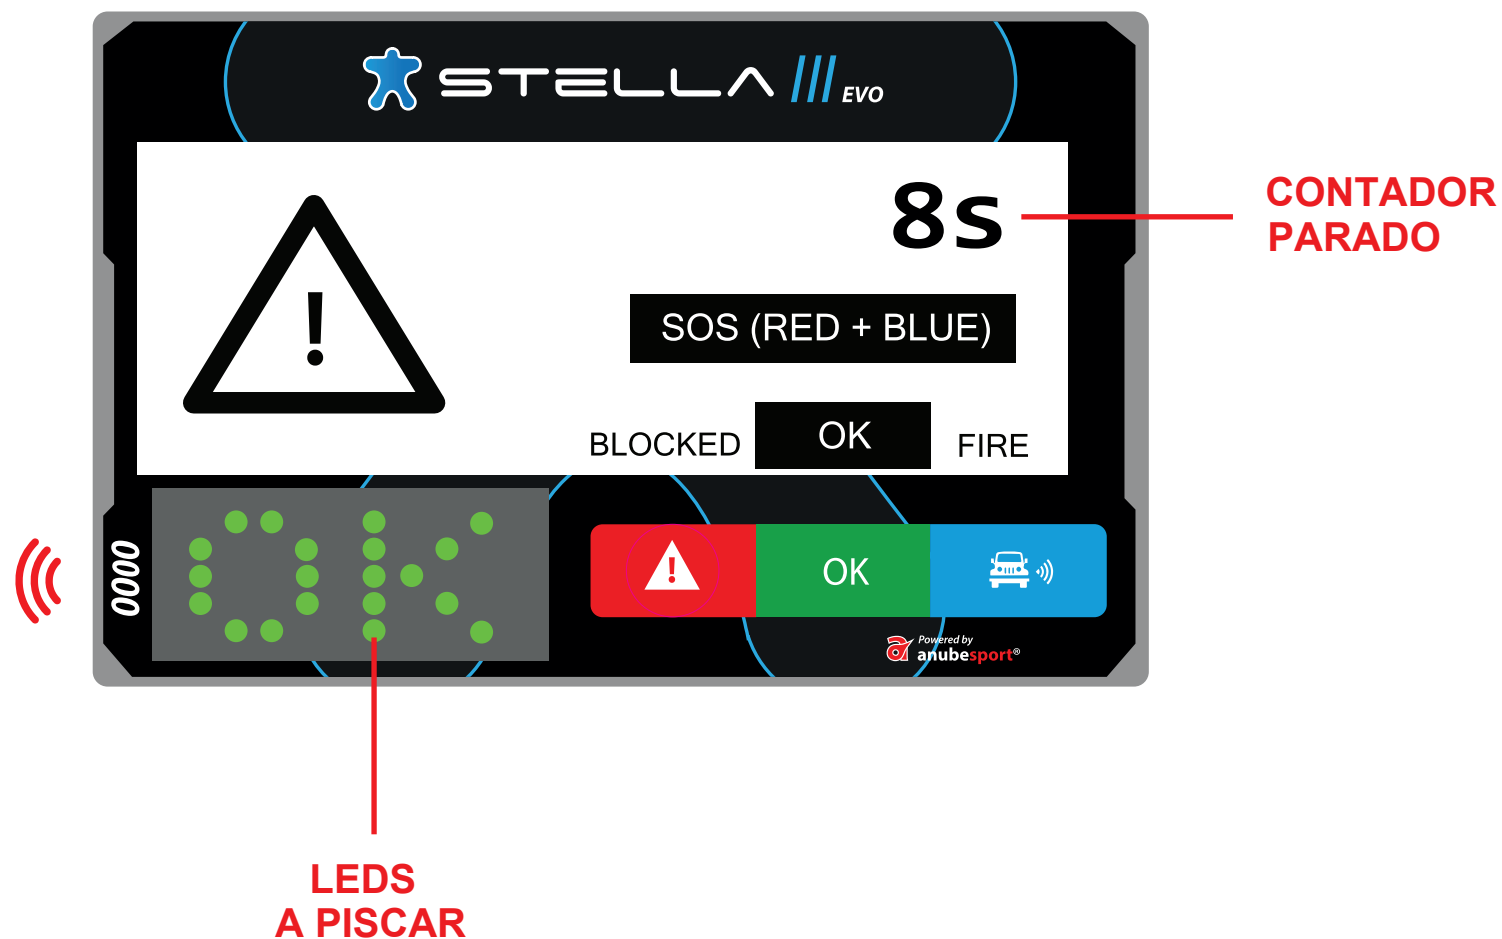 STELLA III EVO
8s
CONTADOR
PARADO
!
SOS (RED + BLUE)
BLOCKED OK FIRE
OK
0000
! OK
Powered by
anubesport®
LEDS
A PISCAR